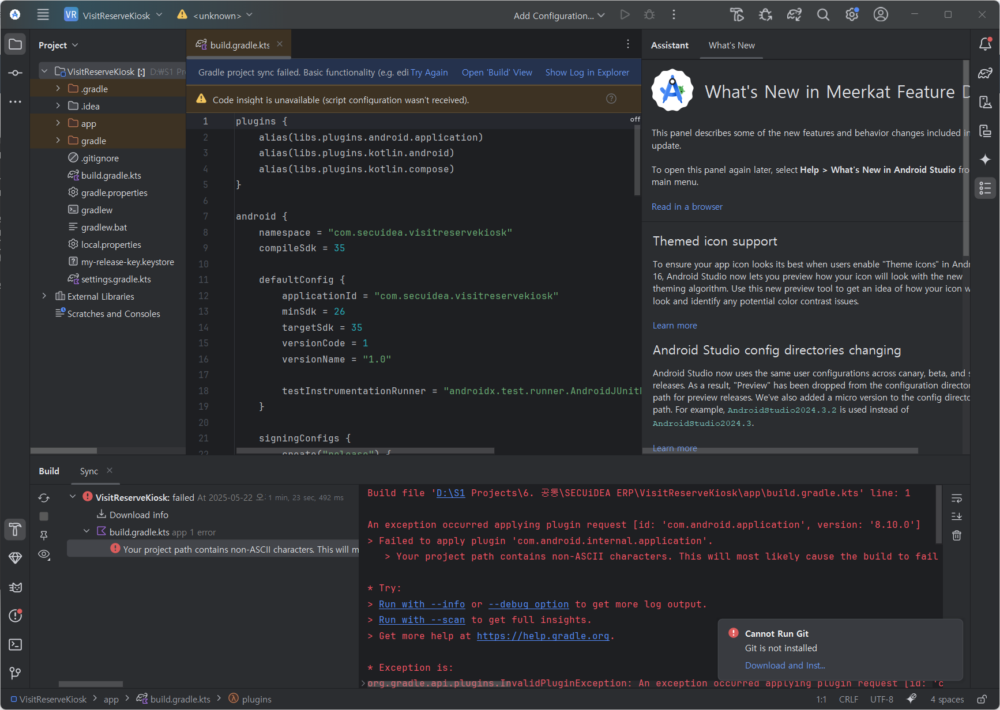 VR VisitReserveKiosk <unknown> Add Configuration...
Project
build.gradle.kts
Assistant What's New
VisitReserveKiosk [:] D:₩S1 Pr
.gradle
.idea
app
gradle
.gitignore
build.gradle.kts
gradle.properties
gradlew
gradlew.bat
local.properties
my-release-key.keystore
settings.gradle.kts
External Libraries
Scratches and Consoles
Gradle project sync failed. Basic functionality (e.g. edi Try Again Open 'Build' View Show Log in Explorer
Code insight is unavailable (script configuration wasn't received).
off
1 plugins {
2 alias(libs.plugins.android.application)
3 alias(libs.plugins.kotlin.android)
4 alias(libs.plugins.kotlin.compose)
5 }
6
7 android {
8 namespace = "com.secuidea.visitreservekiosk"
9 compileSdk = 35
10
11 defaultConfig {
12 applicationId = "com.secuidea.visitreservekiosk"
13 minSdk = 26
14 targetSdk = 35
15 versionCode = 1
16 versionName = "1.0"
17
18 testInstrumentationRunner = "androidx.test.runner.AndroidJUnitR
19 }
20
21 signingConfigs {
22 create("release") {
What's New in Meerkat Feature D
This panel describes some of the new features and behavior changes included in
update.
To open this panel again later, select Help > What's New in Android Studio fro
main menu.
Read in a browser
Themed icon support
To ensure your app icon looks its best when users enable "Theme icons" in Andr
16, Android Studio now lets you preview how your icon will look with the new
theming algorithm. Use this new preview tool to get an idea of how your icon w
look and identify any potential color contrast issues.
Learn more
Android Studio config directories changing
Android Studio now uses the same user configurations across canary, beta, and s
releases. As a result, "Preview" has been dropped from the configuration director
path for preview releases. We've also added a micro version to the config directo
path. For example, AndroidStudio2024.3.2 is used instead of
AndroidStudio2024.3.
Learn more
Build Sync
VisitReserveKiosk: failed At 2025-05-22 오: 1 min, 23 sec, 492 ms
Download info
build.gradle.kts app 1 error
Your project path contains non-ASCII characters. This will m
Build file 'D:\S1 Projects\6. 공통\SECUiDEA ERP\VisitReserveKiosk\app\build.gradle.kts' line: 1
An exception occurred applying plugin request [id: 'com.android.application', version: '8.10.0']
> Failed to apply plugin 'com.android.internal.application'.
> Your project path contains non-ASCII characters. This will most likely cause the build to fail
* Try:
> Run with --info or --debug option to get more log output.
> Run with --scan to get full insights.
> Get more help at https://help.gradle.org.
* Exception is:
org.gradle.api.plugins.InvalidPluginException: An exception occurred applying plugin request [id: 'c
Cannot Run Git
Git is not installed
Download and Inst...
VisitReserveKiosk > app > build.gradle.kts > plugins
1:1 CRLF UTF-8 4 spaces